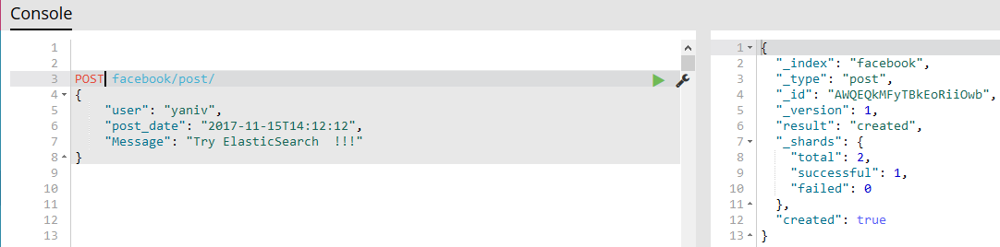 Console
1
2
3 POST facebook/post/
4 {
5 "user": "yaniv",
6 "post_date": "2017-11-15T14:12:12",
7 "Message": "Try ElasticSearch  !!!"
8 }
9
10
11
12
13
1 {
2 "_index": "facebook",
3 "_type": "post",
4 "_id": "AWQEQkMFyTBkEoRiiOwb",
5 "_version": 1,
6 "result": "created",
7 "_shards": {
8 "total": 2,
9 "successful": 1,
10 "failed": 0
11 },
12 "created": true
13 }